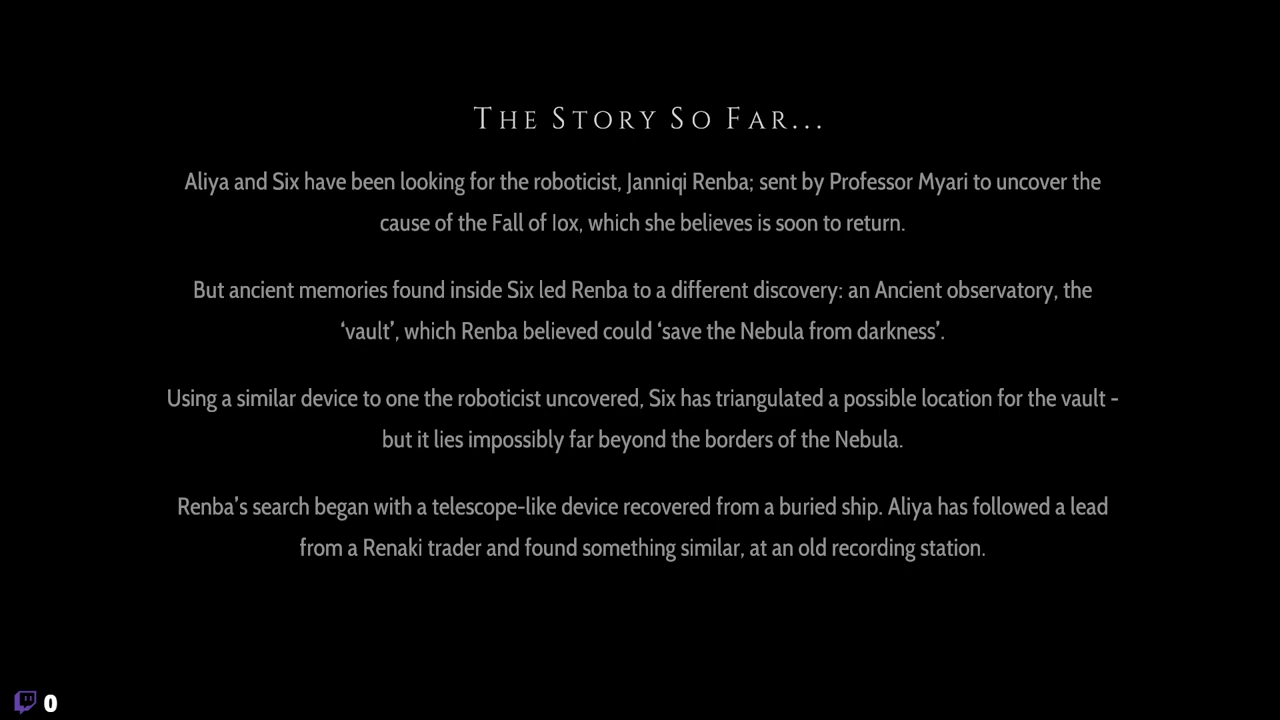 The Story So Far...
Aliya and Six have been looking for the roboticist, Janniqi Renba; sent by Professor Myari to uncover the
cause of the Fall of Iox, which she believes is soon to return.
But ancient memories found inside Six led Renba to a different discovery: an Ancient observatory, the
‘vault’, which Renba believed could ‘save the Nebula from darkness’.
Using a similar device to one the roboticist uncovered, Six has triangulated a possible location for the vault -
but it lies impossibly far beyond the borders of the Nebula.
Renba’s search began with a telescope-like device recovered from a buried ship. Aliya has followed a lead
from a Renaki trader and found something similar, at an old recording station.
0